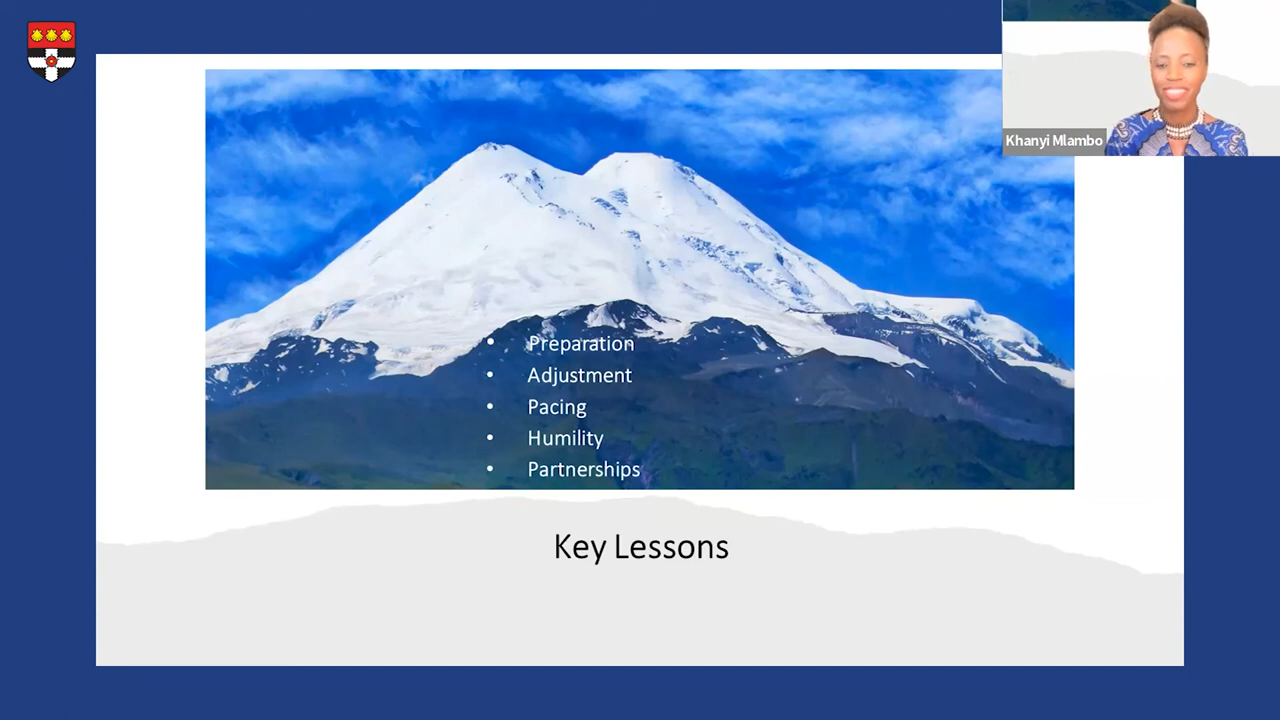 Khanyi Mlambo
• Preparation
• Adjustment
• Pacing
• Humility
• Partnerships
Key Lessons